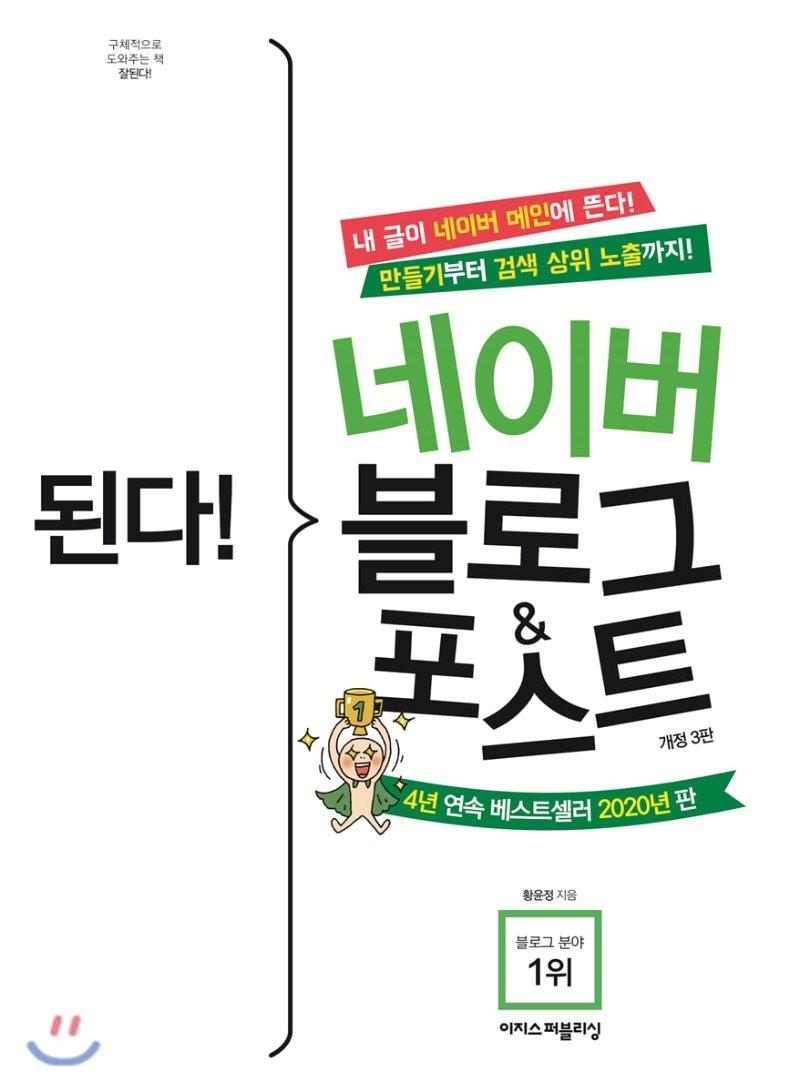 구체적으로
도와주는 책
잘된다!
내 글이 네이버 메인에 뜬다!
만들기부터 검색 상위 노출까지!
된다!
네이버
블로그
&
포스트
개정 3판
1
4년 연속 베스트셀러 2020년 판
황윤정 지음
블로그 분야
1위
이지스 퍼블리싱